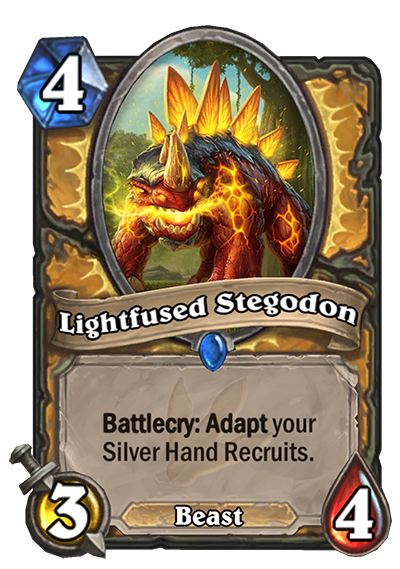 4
Lightfused Stegodon
Battlecry: Adapt your
Silver Hand Recruits.
3
Beast
4